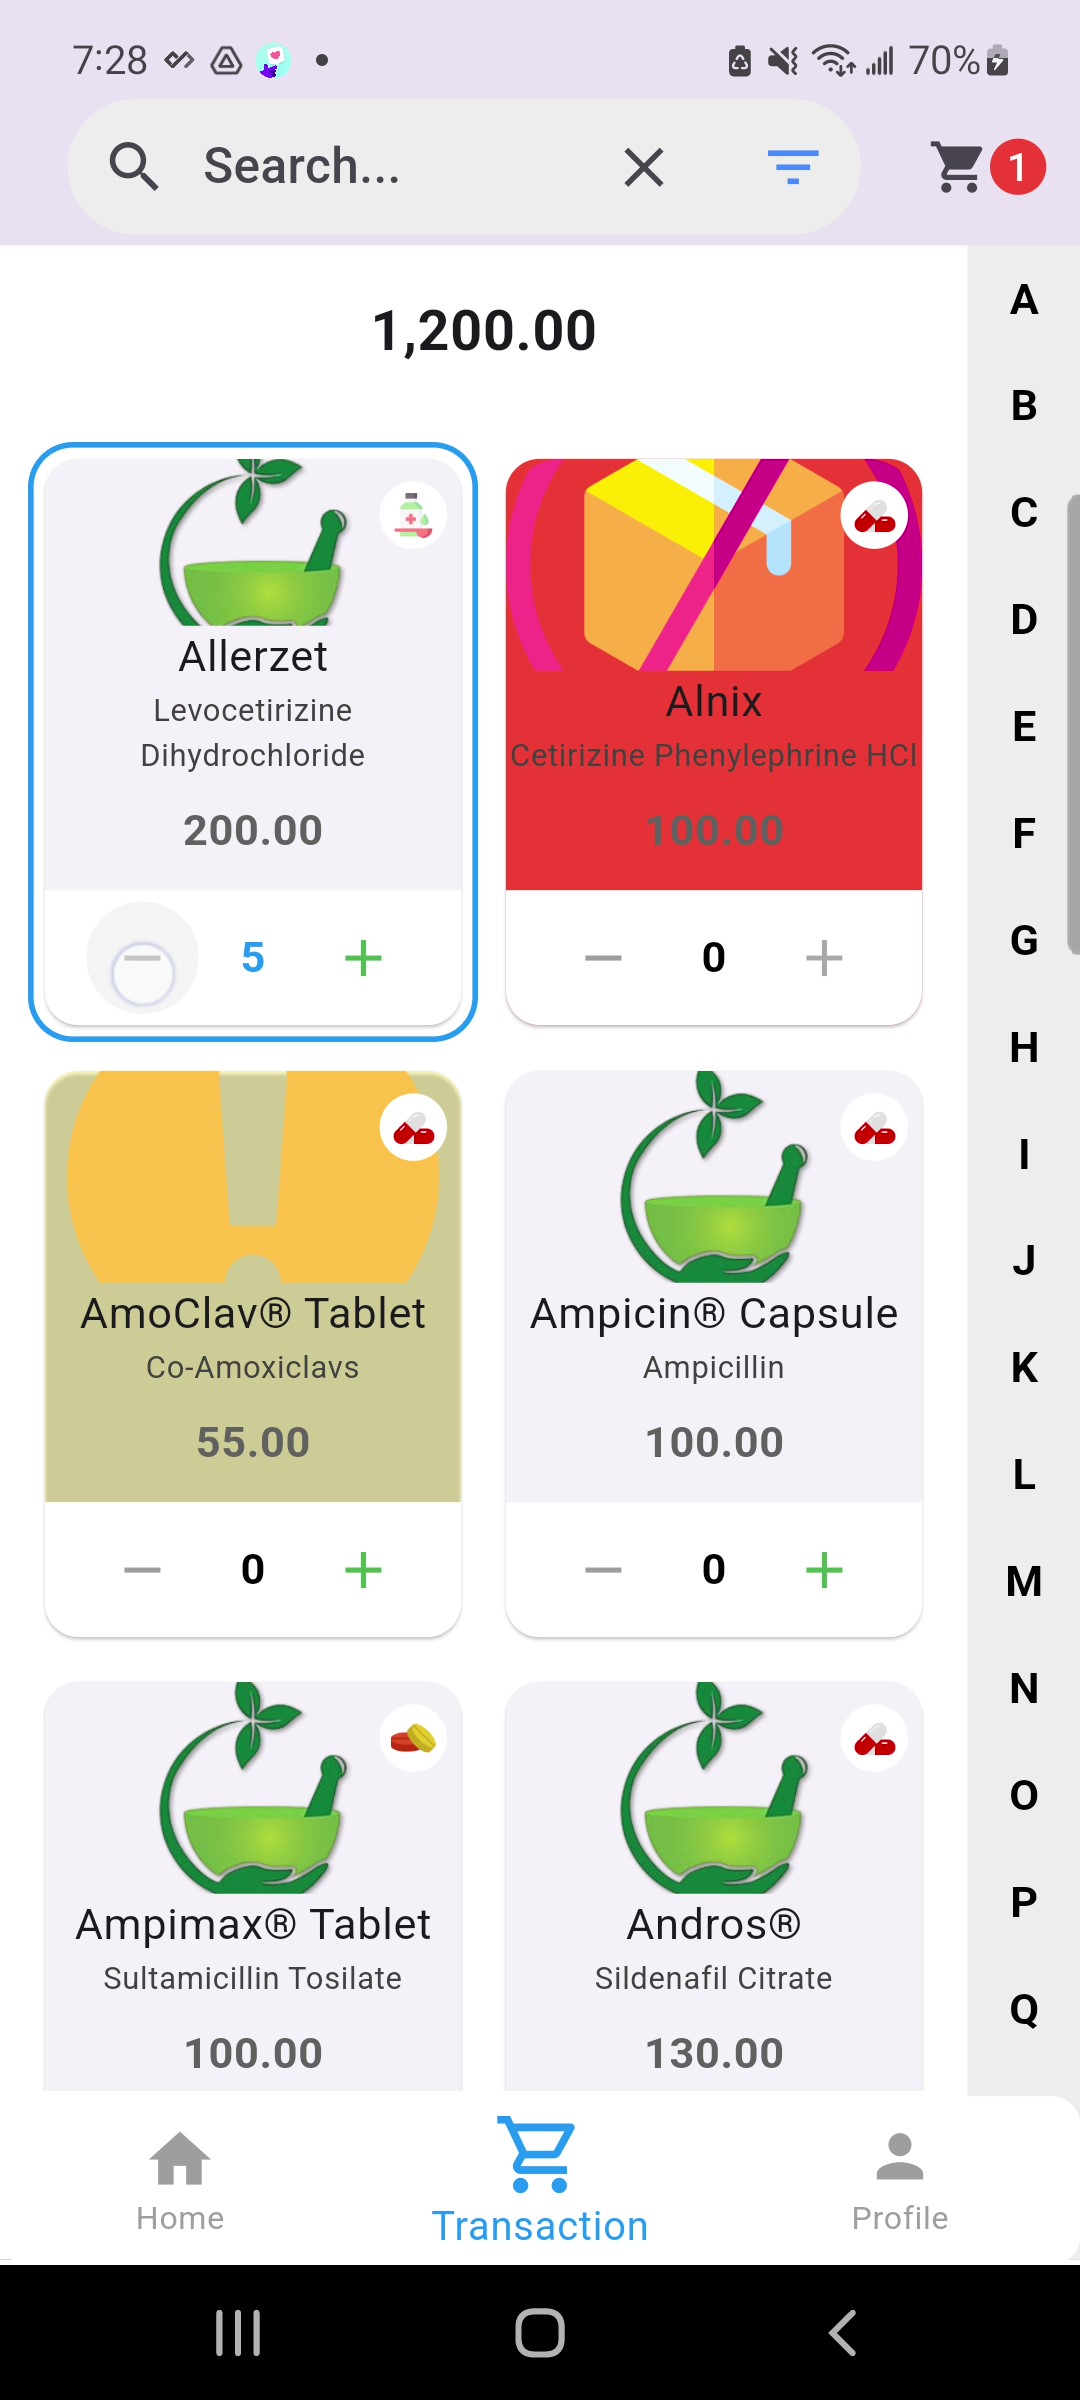 7:28
70%
Search...
1
1,200.00
A
B
C
D
E
F
G
H
I
J
K
L
M
N
O
P
Q
Allerzet
Levocetirizine
Dihydrochloride
200.00
5
Alnix
Cetirizine Phenylephrine HCl
100.00
0
AmoClav® Tablet
Co-Amoxiclavs
55.00
0
Ampicin® Capsule
Ampicillin
100.00
0
Ampimax® Tablet
Sultamicillin Tosilate
100.00
Andros®
Sildenafil Citrate
130.00
Home
Transaction
Profile